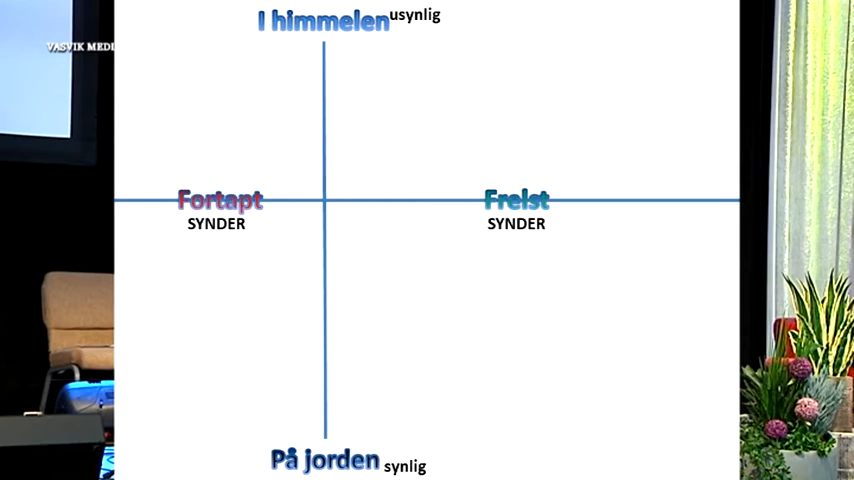 I himmelen usynlig
VASVIK MEDI
Fortapt
SYNDER
Frelst
SYNDER
På jorden synlig